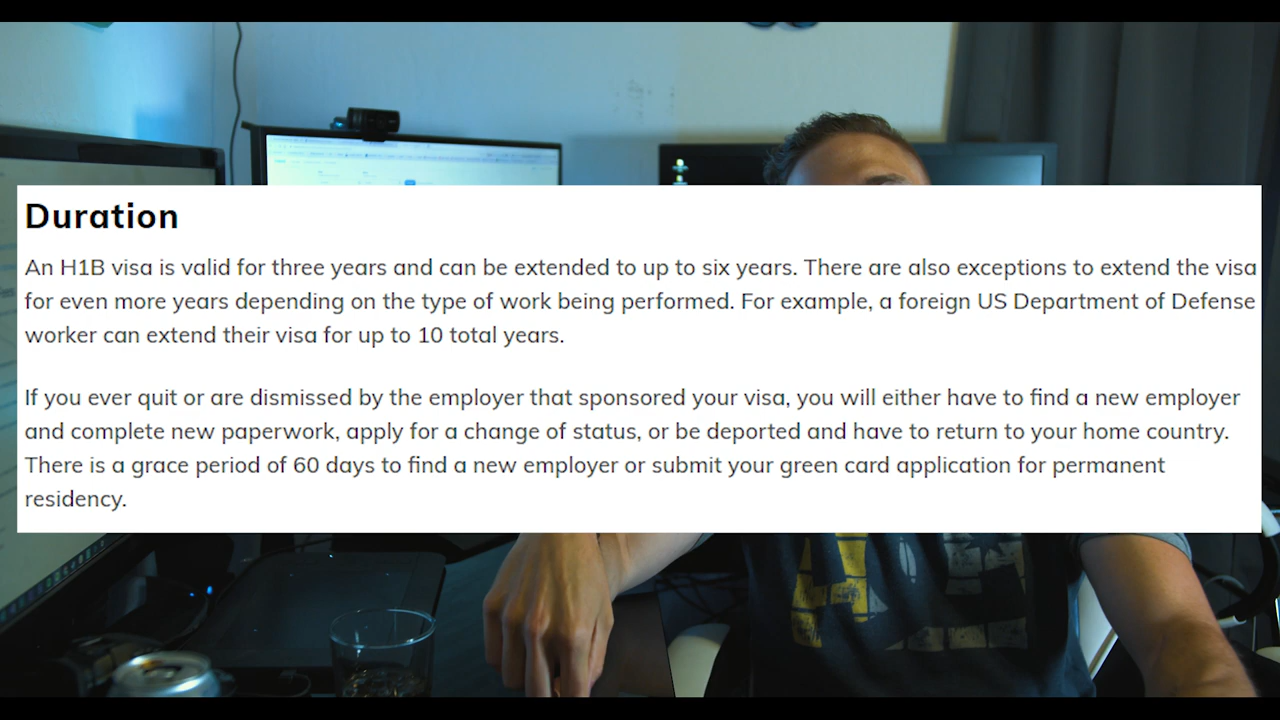 Duration
An H1B visa is valid for three years and can be extended to up to six years. There are also exceptions to extend the visa
for even more years depending on the type of work being performed. For example, a foreign US Department of Defense
worker can extend their visa for up to 10 total years.
If you ever quit or are dismissed by the employer that sponsored your visa, you will either have to find a new employer
and complete new paperwork, apply for a change of status, or be deported and have to return to your home country.
There is a grace period of 60 days to find a new employer or submit your green card application for permanent
residency.